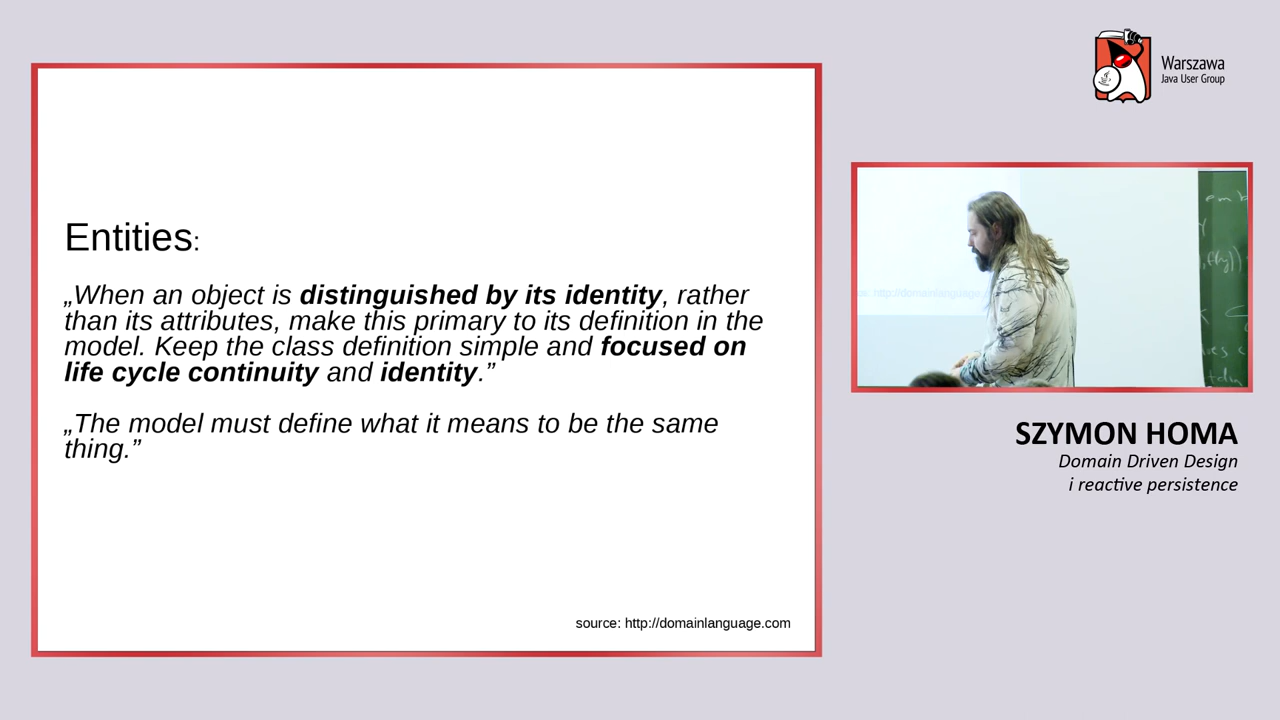 Warszawa
Java User Group
Entities:
„When an object is distinguished by its identity, rather
than its attributes, make this primary to its definition in the
model. Keep the class definition simple and focused on
life cycle continuity and identity.”
„The model must define what it means to be the same
thing.”
source: http://domainlanguage.com
SZYMON HOMA
Domain Driven Design
i reactive persistence